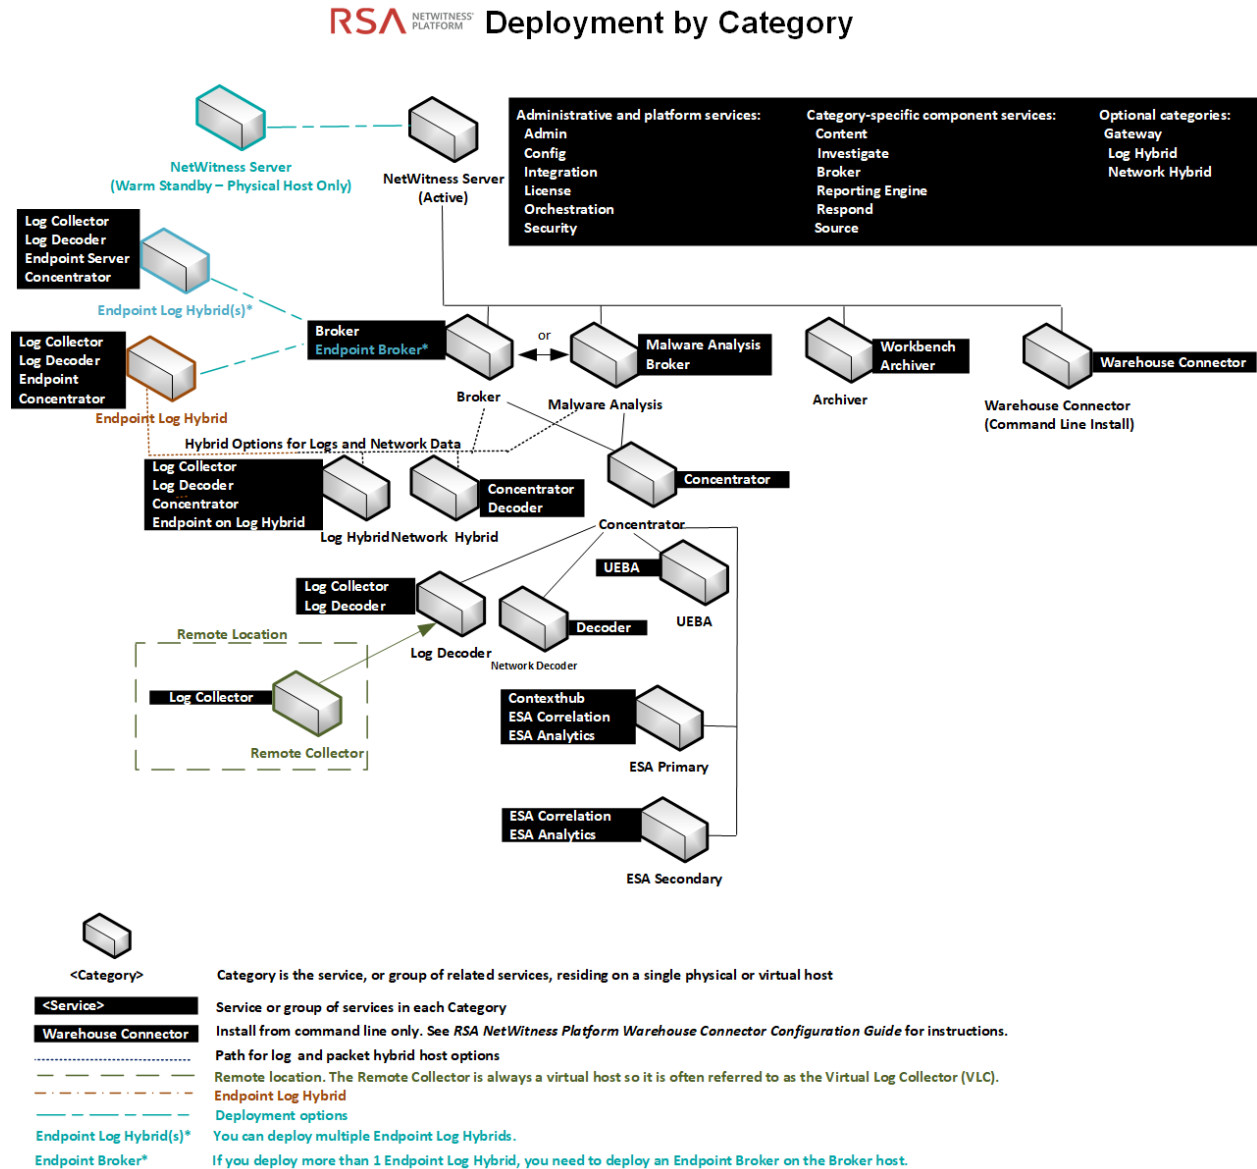 RSA NETWITNESS® PLATFORM Deployment by Category
NetWitness Server
(Warm Standby – Physical Host Only)
NetWitness Server
(Active)
Administrative and platform services:
Admin
Config
Integration
License
Orchestration
Security
Category-specific component services:
Content
Investigate
Broker
Reporting Engine
Respond
Source
Optional categories:
Gateway
Log Hybrid
Network Hybrid
Log Collector
Log Decoder
Endpoint Server
Concentrator
Endpoint Log Hybrid(s)*
Log Collector
Log Decoder
Endpoint
Concentrator
Endpoint Log Hybrid
Broker
Endpoint Broker*
Broker
or
Malware Analysis
Broker
Malware Analysis
Workbench
Archiver
Archiver
Warehouse Connector
Warehouse Connector
(Command Line Install)
Hybrid Options for Logs and Network Data
Log Collector
Log Decoder
Concentrator
Endpoint on Log Hybrid
Log Hybrid
Concentrator
Decoder
Network Hybrid
Concentrator
Concentrator
Log Collector
Log Decoder
Log Decoder
Decoder
Network Decoder
UEBA
UEBA
Remote Location
Log Collector
Remote Collector
Contexthub
ESA Correlation
ESA Analytics
ESA Primary
ESA Correlation
ESA Analytics
ESA Secondary
<Category>
Category is the service, or group of related services, residing on a single physical or virtual host
<Service>
Service or group of services in each Category
Warehouse Connector
Install from command line only. See RSA NetWitness Platform Warehouse Connector Configuration Guide for instructions.
Path for log and packet hybrid host options
Remote location. The Remote Collector is always a virtual host so it is often referred to as the Virtual Log Collector (VLC).
Endpoint Log Hybrid
Deployment options
Endpoint Log Hybrid(s)*
You can deploy multiple Endpoint Log Hybrids.
Endpoint Broker*
If you deploy more than 1 Endpoint Log Hybrid, you need to deploy an Endpoint Broker on the Broker host.